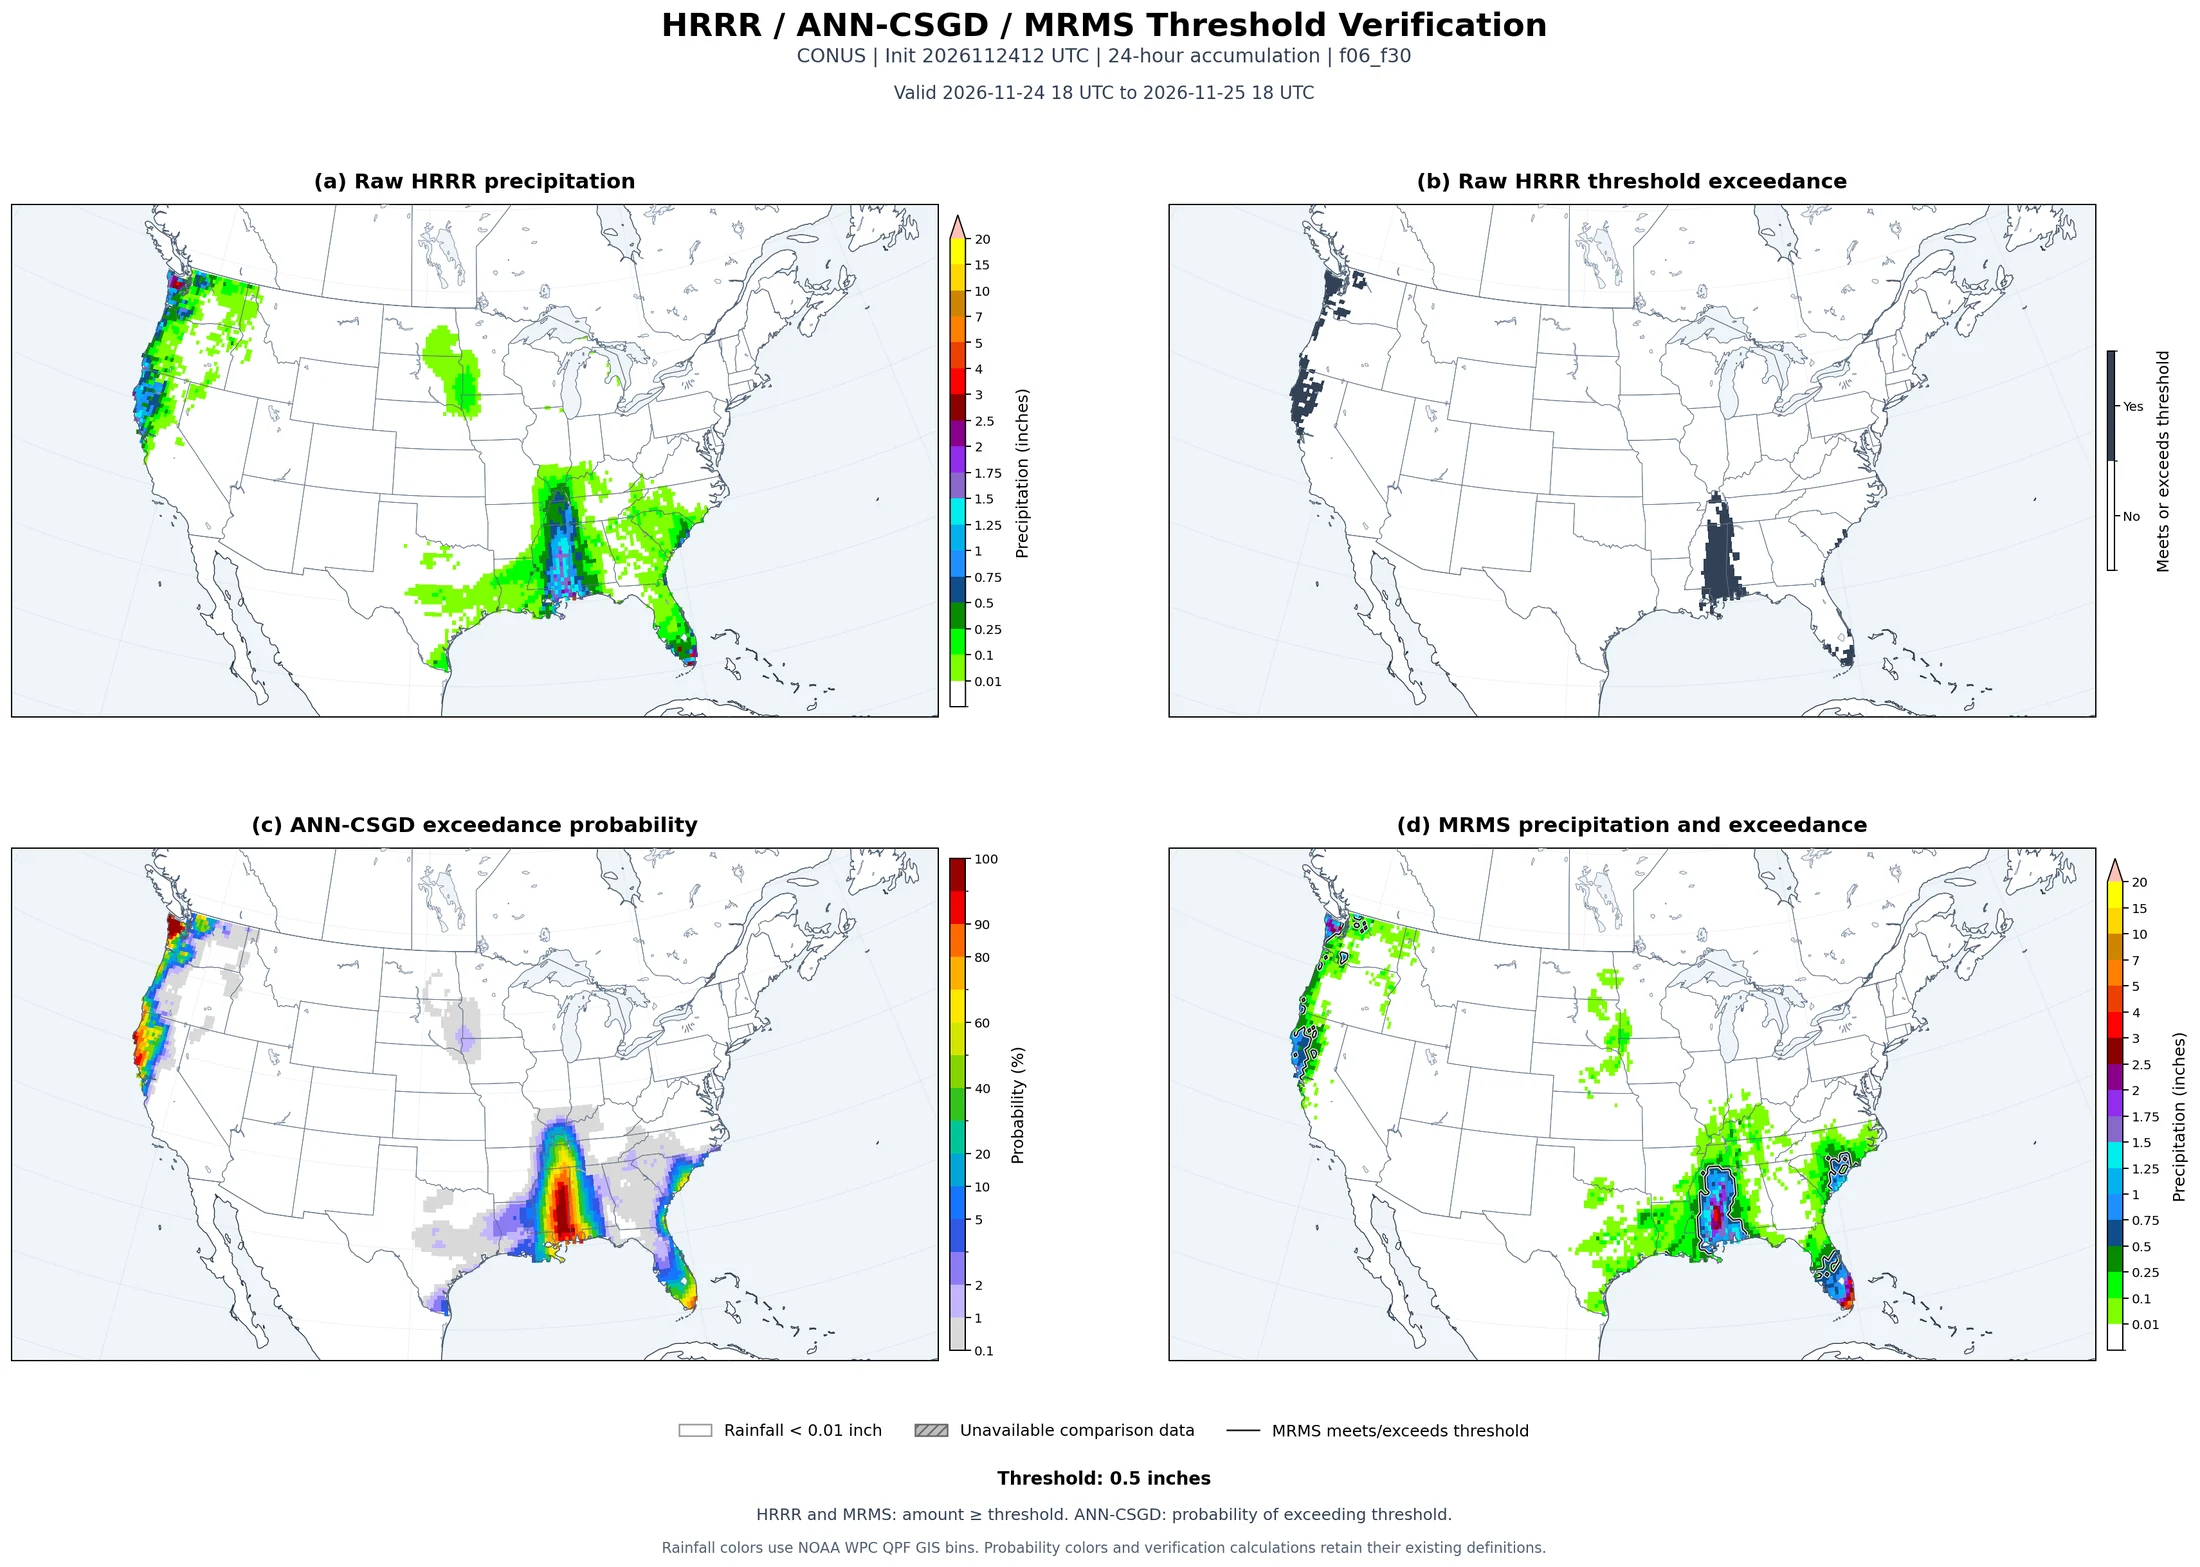 HRRR / ANN-CSGD / MRMS Threshold Verification
CONUS | Init 2026112412 UTC | 24-hour accumulation | f06_f30
Valid 2026-11-24 18 UTC to 2026-11-25 18 UTC
(a) Raw HRRR precipitation
20
15
10
7
5
4
3
2.5
2
1.75
1.5
1.25
1
0.75
0.5
0.25
0.1
0.01
Precipitation (inches)
(b) Raw HRRR threshold exceedance
Yes
No
Meets or exceeds threshold
(c) ANN-CSGD exceedance probability
100
90
80
60
40
20
10
5
2
1
0.1
Probability (%)
(d) MRMS precipitation and exceedance
20
15
10
7
5
4
3
2.5
2
1.75
1.5
1.25
1
0.75
0.5
0.25
0.1
0.01
Precipitation (inches)
Rainfall < 0.01 inch
Unavailable comparison data
MRMS meets/exceeds threshold
Threshold: 0.5 inches
HRRR and MRMS: amount ≥ threshold. ANN-CSGD: probability of exceeding threshold.
Rainfall colors use NOAA WPC QPF GIS bins. Probability colors and verification calculations retain their existing definitions.